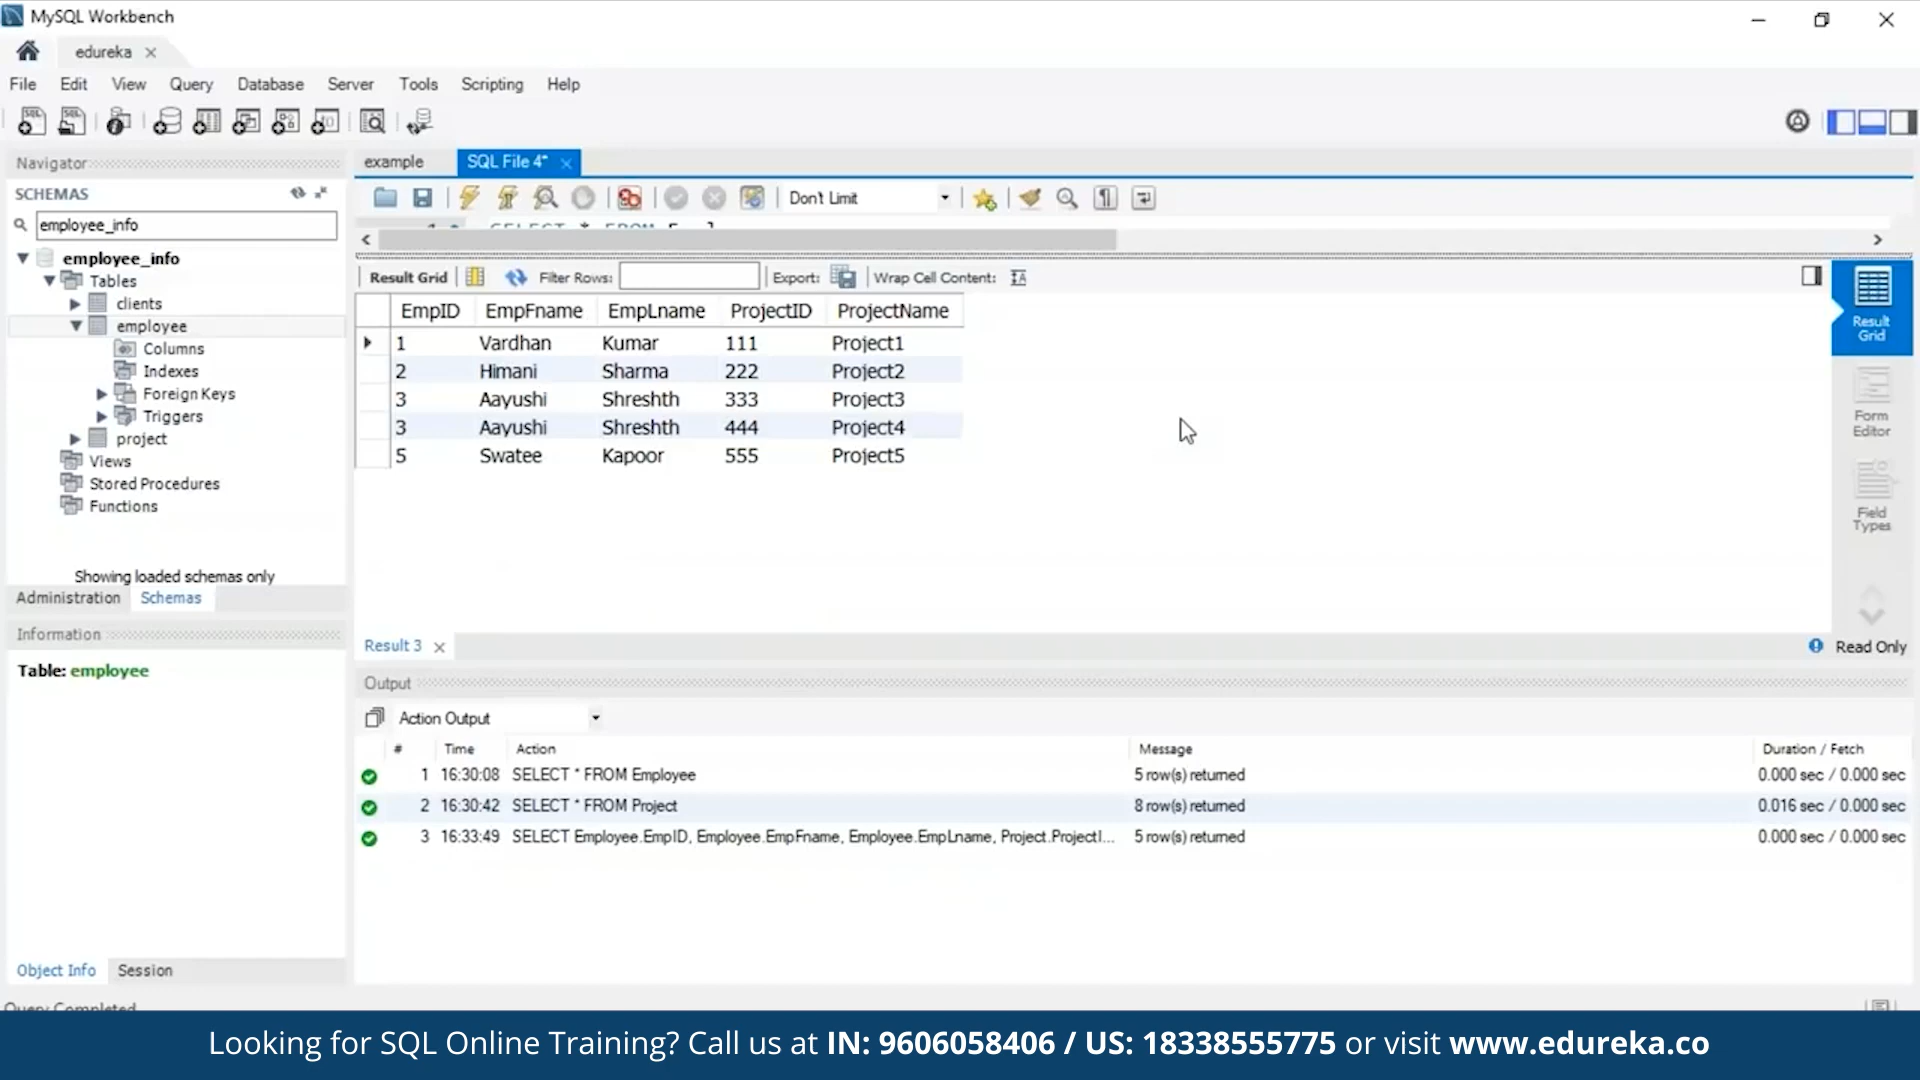 MySQL Workbench
edureka
File Edit View Query Database Server Tools Scripting Help
Navigator
SCHEMAS
employee_info
employee_info
Tables
clients
employee
Columns
Indexes
Foreign Keys
Triggers
project
Views
Stored Procedures
Functions
Showing loaded schemas only
Administration Schemas
Information
Table: employee
Object Info Session
Query Completed
example SQL File 4*
Don't Limit
Result Grid Filter Rows: Export: Wrap Cell Content:
EmpID EmpFname EmpLname ProjectID ProjectName
1 Vardhan Kumar 111 Project1
2 Himani Sharma 222 Project2
3 Aayushi Shreshth 333 Project3
3 Aayushi Shreshth 444 Project4
5 Swatee Kapoor 555 Project5
Result
Grid
Form
Editor
Field
Types
Result 3 Read Only
Output
Action Output
# Time Action Message Duration / Fetch
1 16:30:08 SELECT * FROM Employee 5 row(s) returned 0.000 sec / 0.000 sec
2 16:30:42 SELECT * FROM Project 8 row(s) returned 0.016 sec / 0.000 sec
3 16:33:49 SELECT Employee.EmpID, Employee.EmpFname, Employee.EmpLname, Project.ProjectI... 5 row(s) returned 0.000 sec / 0.000 sec
Looking for SQL Online Training? Call us at IN: 9606058406 / US: 18338555775 or visit www.edureka.co